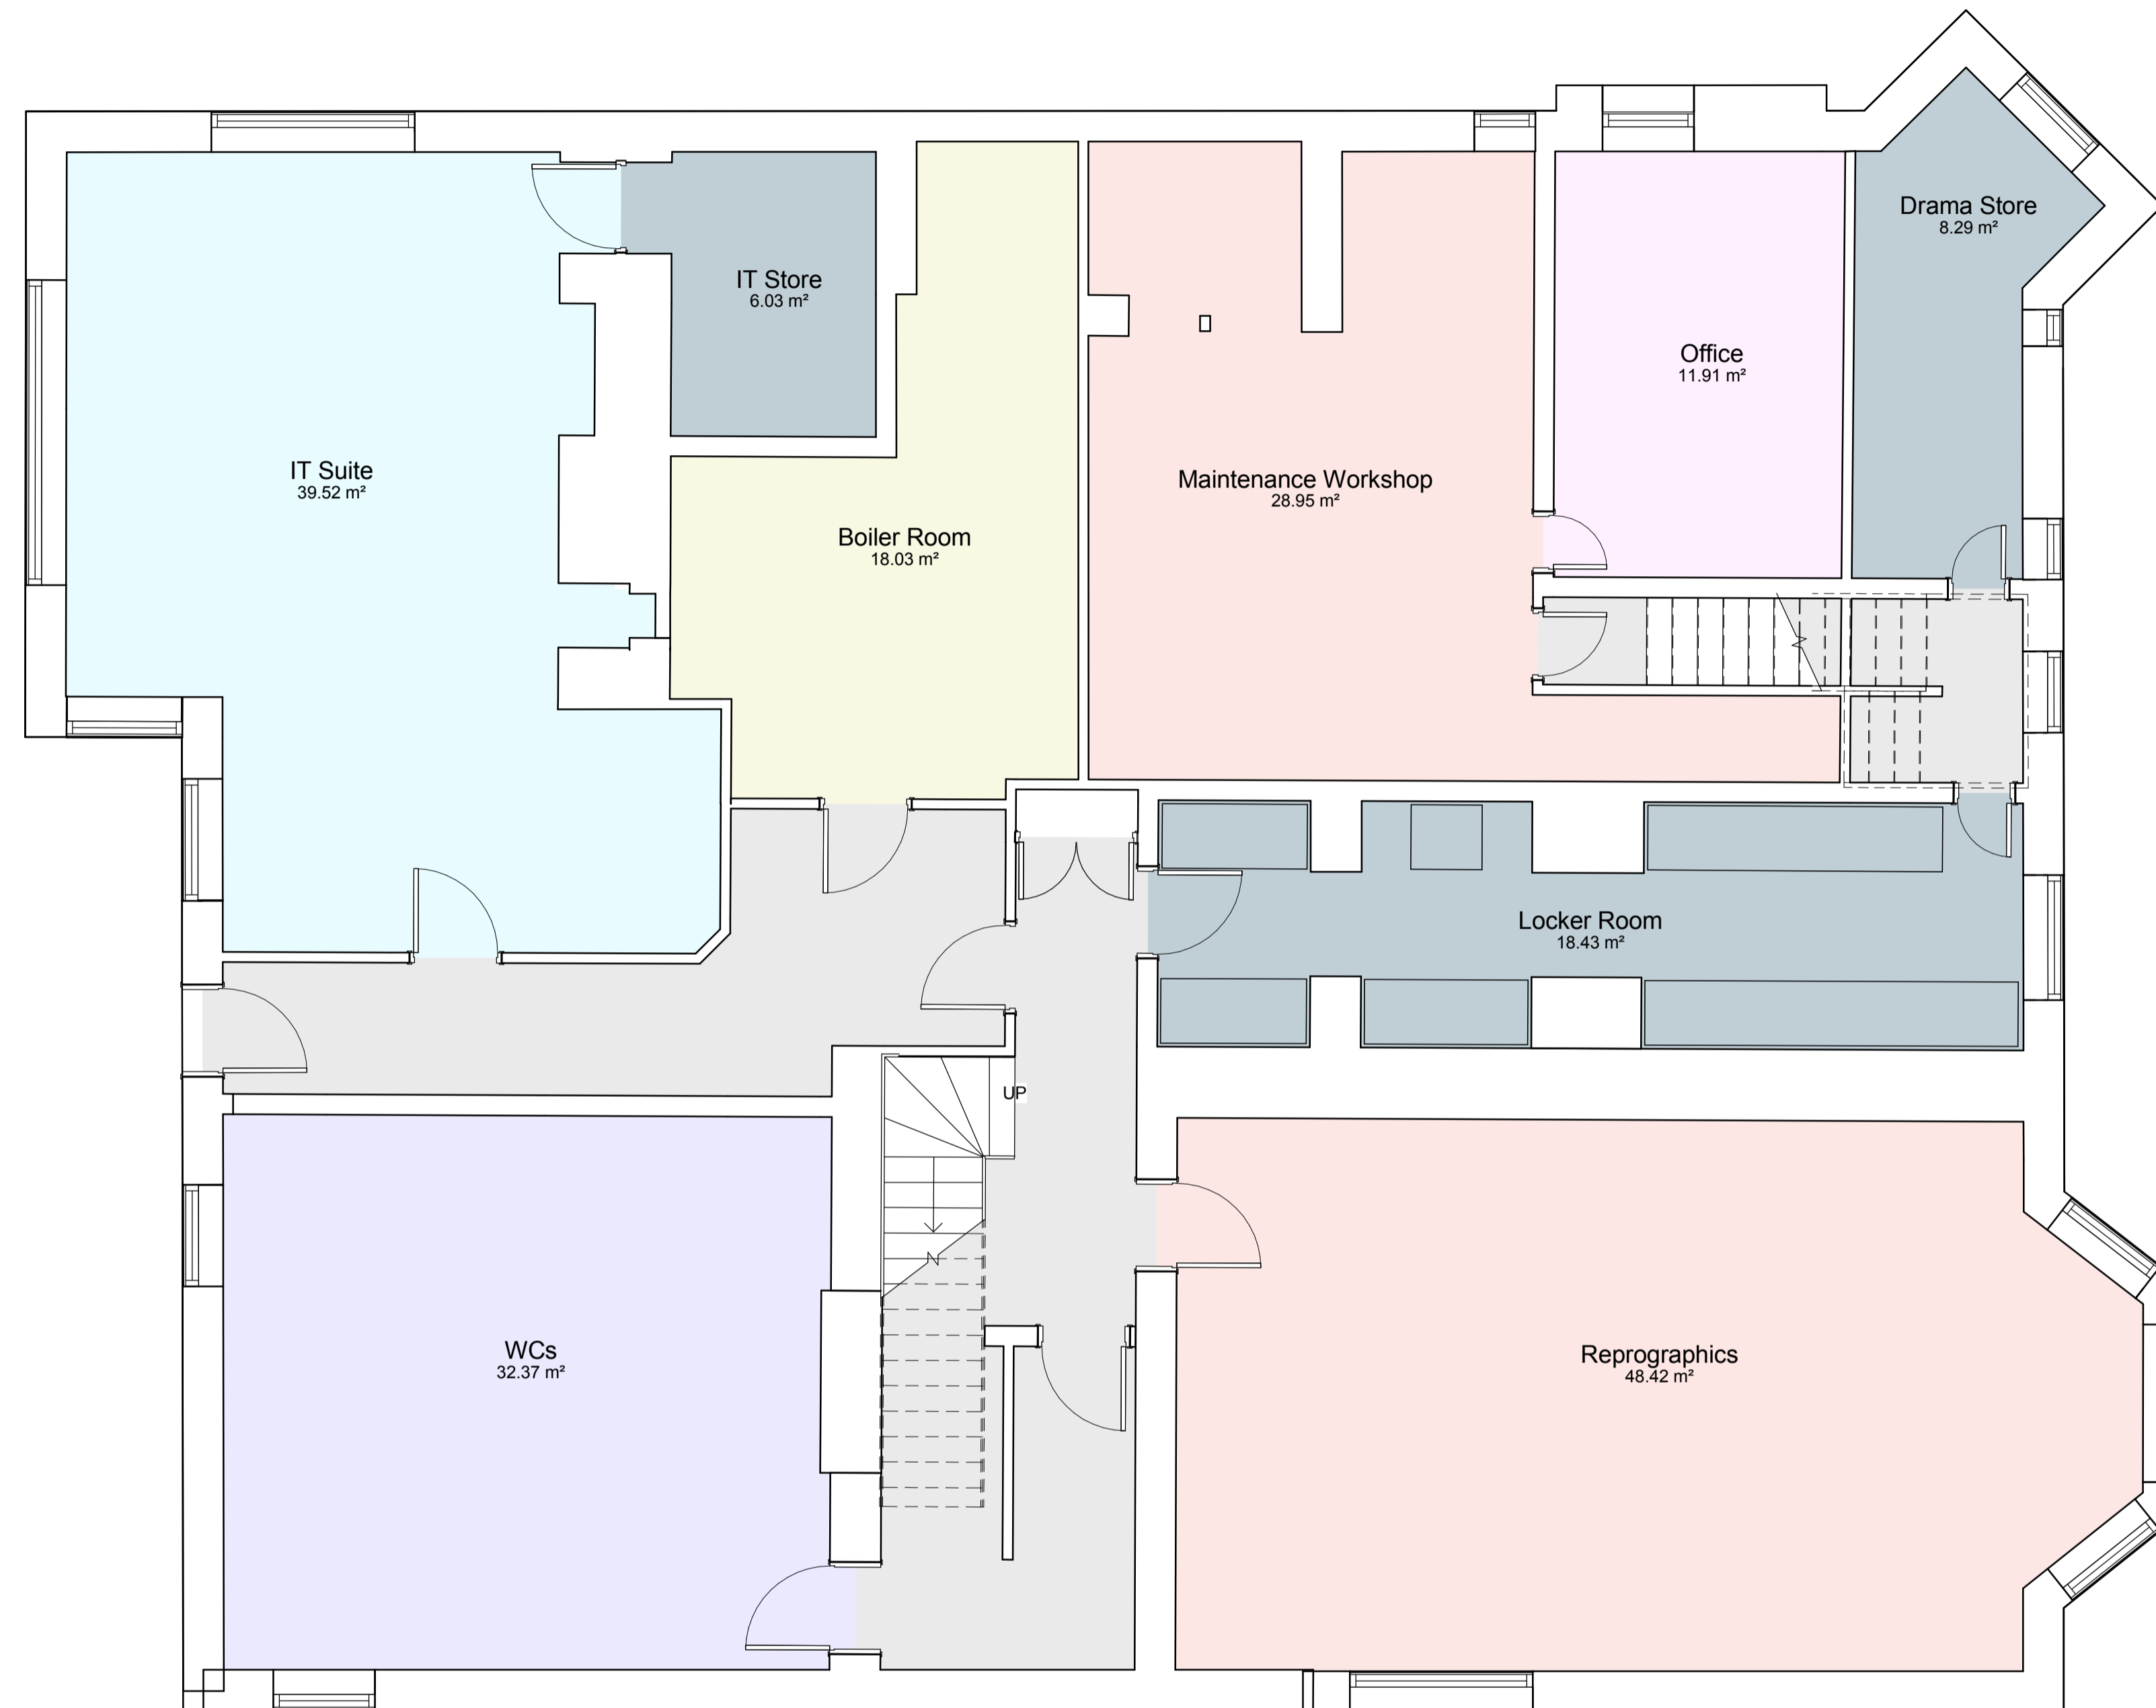 Drama Store
8.29 m²
IT Store
6.03 m²
Office
11.91 m²
IT Suite
39.52 m²
Maintenance Workshop
28.95 m²
Boiler Room
18.03 m²
Locker Room
18.43 m²
UP
WCs
32.37 m²
Reprographics
48.42 m²